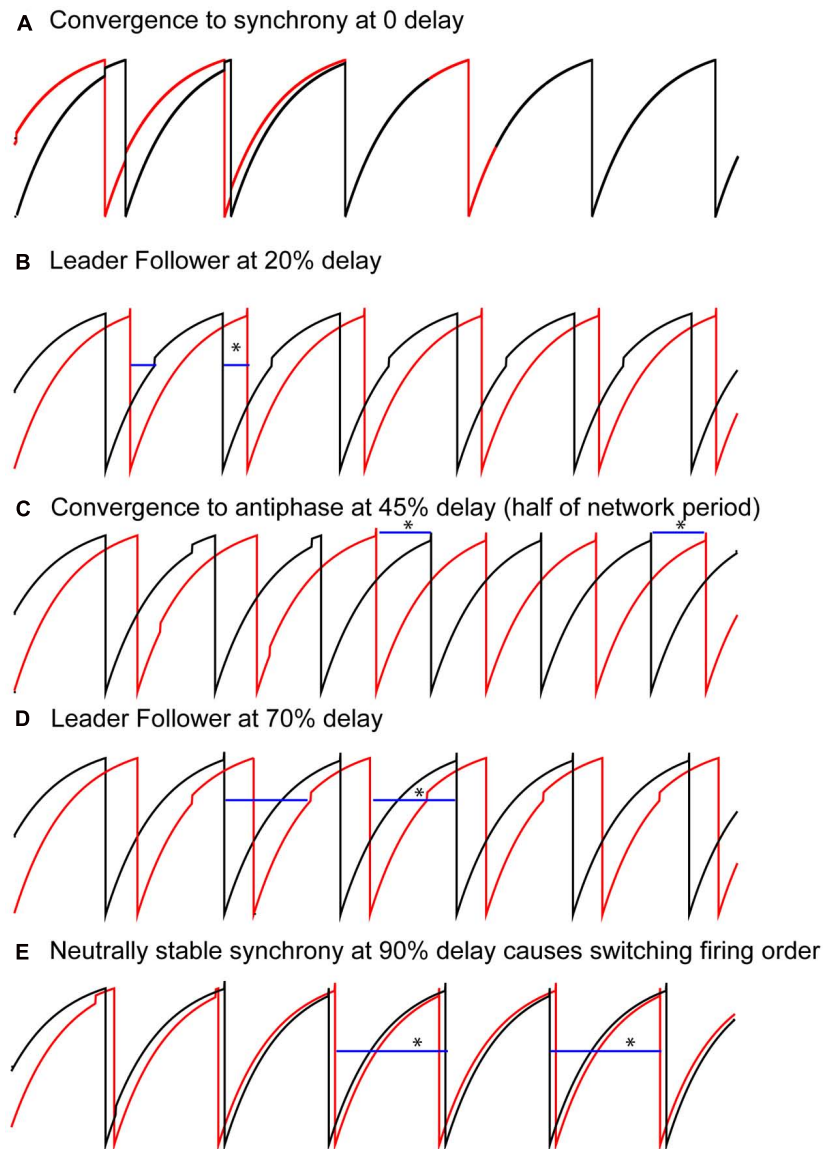 A Convergence to synchrony at 0 delay
B Leader Follower at 20% delay
*
C Convergence to antiphase at 45% delay (half of network period)
* *
D Leader Follower at 70% delay
*
E Neutrally stable synchrony at 90% delay causes switching firing order
* *